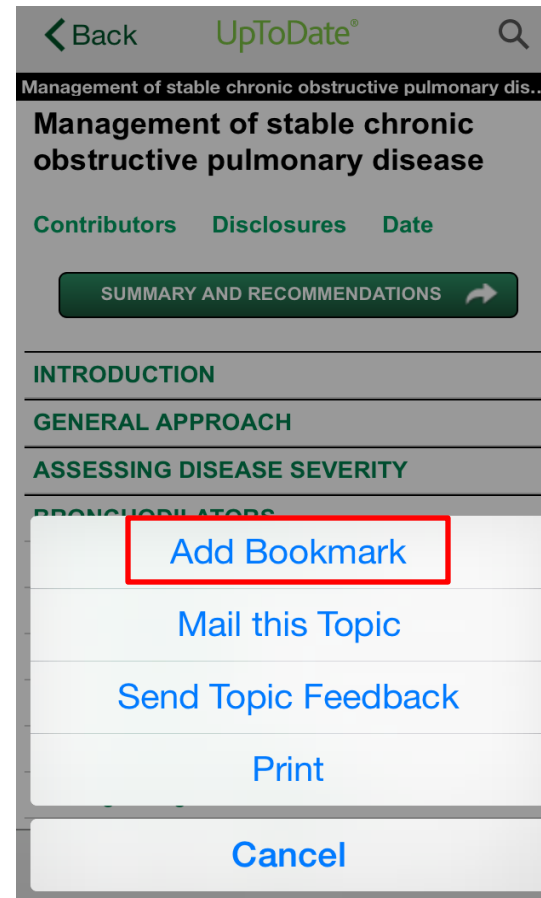 Back UpToDate®
Management of stable chronic obstructive pulmonary dis..
Management of stable chronic
obstructive pulmonary disease
Contributors Disclosures Date
SUMMARY AND RECOMMENDATIONS
INTRODUCTION
GENERAL APPROACH
ASSESSING DISEASE SEVERITY
BRONCHODILATORS
Add Bookmark
Mail this Topic
Send Topic Feedback
Print
Cancel